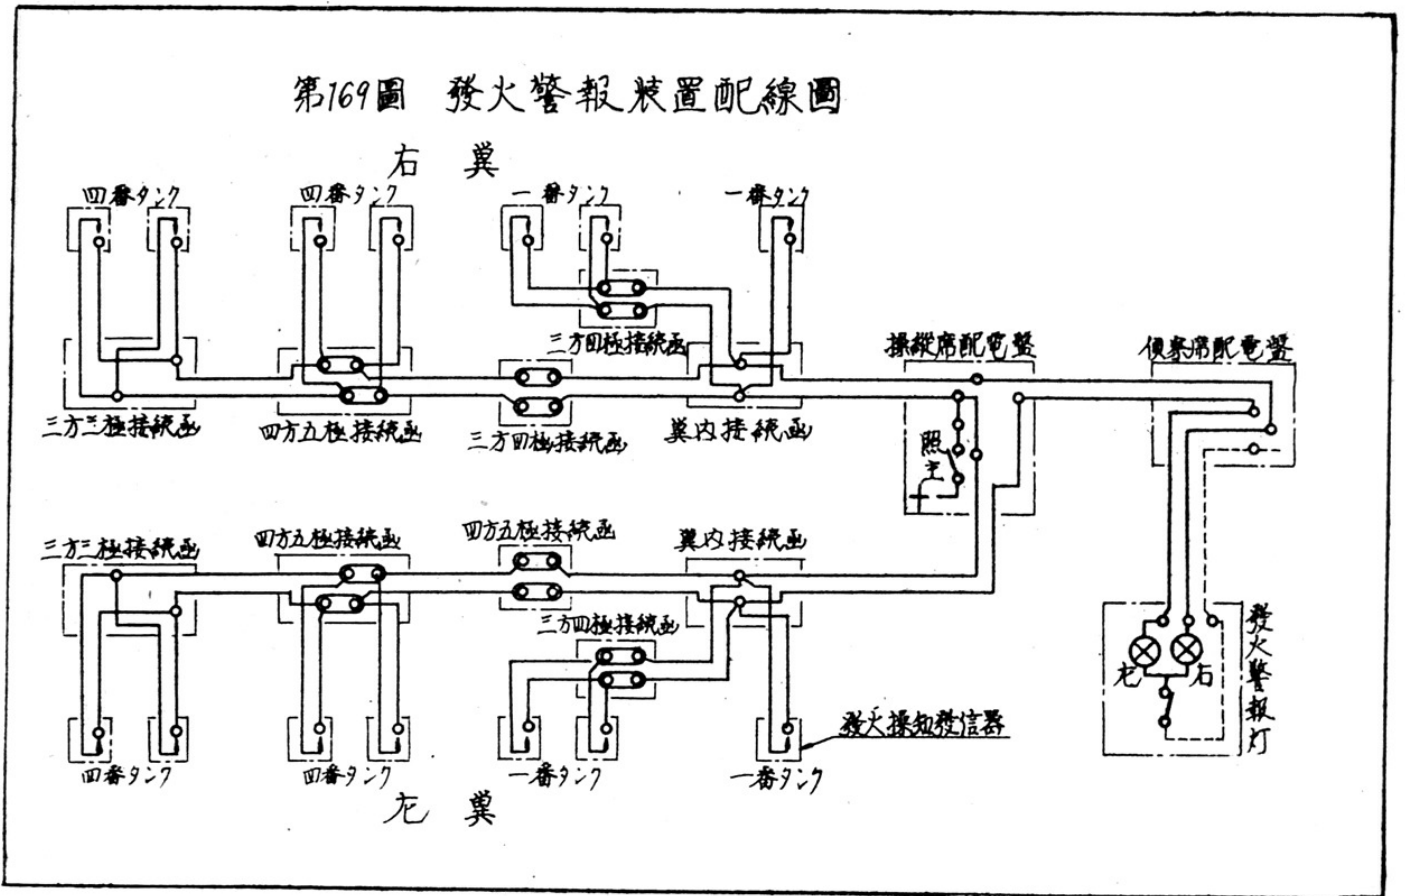 第169圖 發火警報装置配線圖
右 翼
四番タンク 四番タンク 一番タンク 一番タンク
三方四極接続函 操縦席配電盤 偵察席配電盤
三方三極接続函 四方五極接続函 三方四極接続函 翼内接続函
照
主
三方三極接続函 四方五極接続函 四方五極接続函 翼内接続函
三方四極接続函
發火警報灯
左 右
發火探知發信器
四番タンク 四番タンク 一番タンク 一番タンク
左 翼